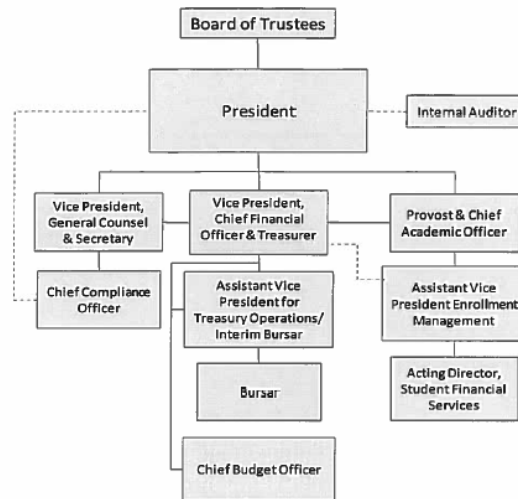 Board of Trustees
President
Internal Auditor
Vice President,
General Counsel
& Secretary
Vice President,
Chief Financial
Officer & Treasurer
Provost & Chief
Academic Officer
Chief Compliance
Officer
Assistant Vice
President for
Treasury Operations/
Interim Bursar
Assistant Vice
President Enrollment
Management
Bursar
Acting Director,
Student Financial
Services
Chief Budget Officer